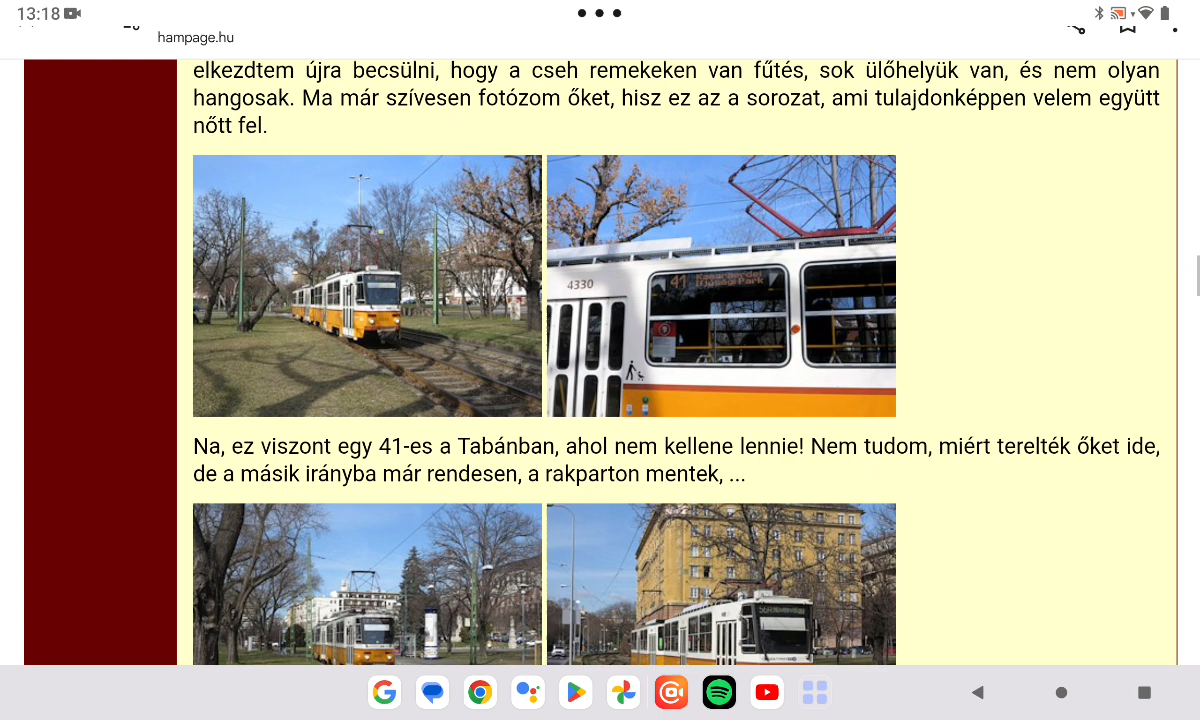 13:18
hampage.hu
elkezdtem újra becsülni, hogy a cseh remekeken van fűtés, sok ülőhelyük van, és nem olyan
hangosak. Ma már szívesen fotózom őket, hisz ez az a sorozat, ami tulajdonképpen velem együtt
nőtt fel.
4330
41
Kamaraerdei
Ifjúsági Park
Na, ez viszont egy 41-es a Tabánban, ahol nem kellene lennie! Nem tudom, miért terelték őket ide,
de a másik irányba már rendesen, a rakparton mentek, ...